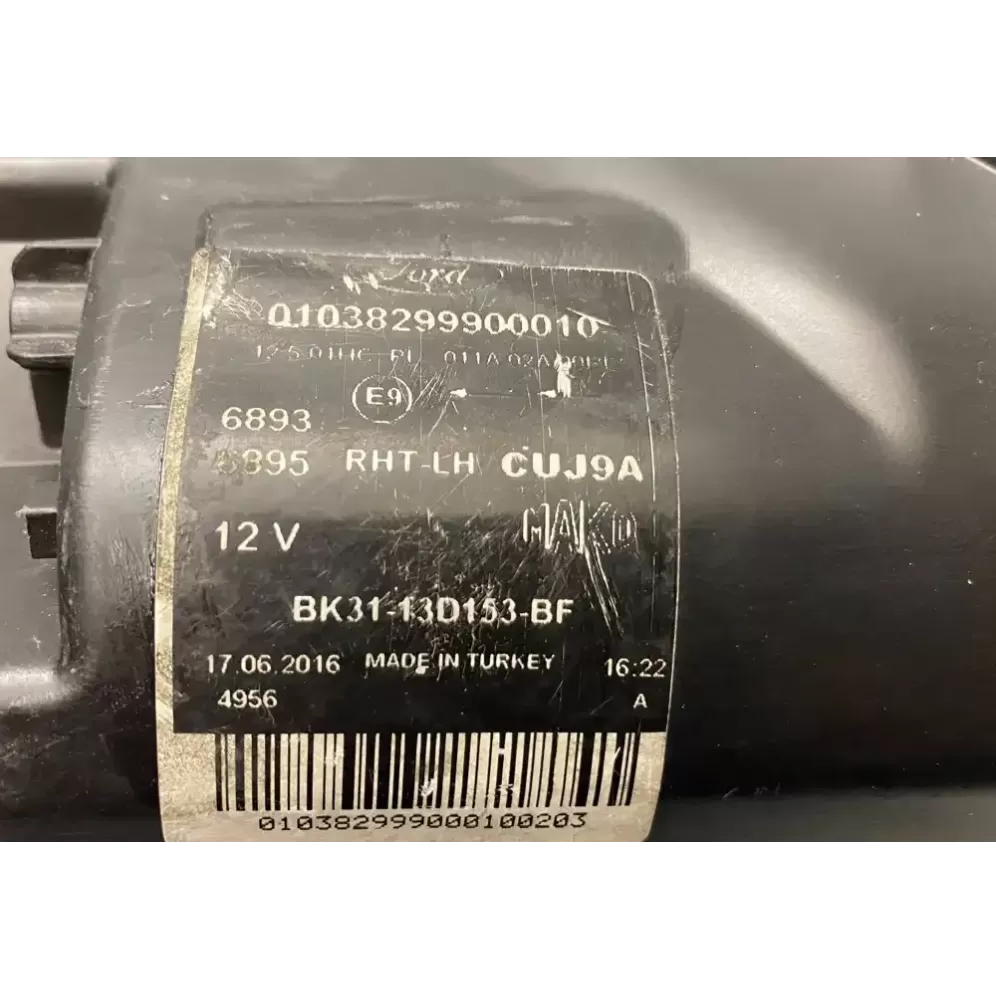 Ford
01038299900010
E9
6893
6895 RHT-LH CUJ9A
12 V MAKO
BK31-13D153-BF
17.06.2016 MADE IN TURKEY 16:22
4956 A
010382999000100203